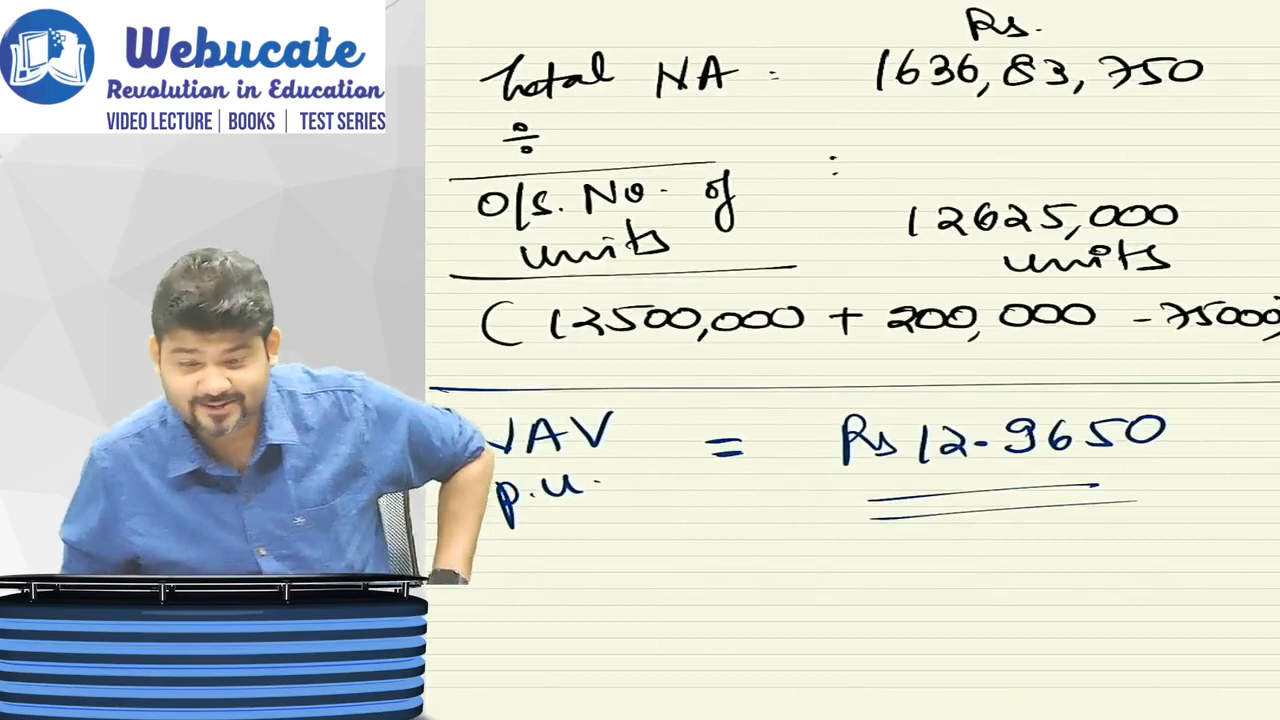 Webucate
Revolution in Education
VIDEO LECTURE | BOOKS | TEST SERIES
Rs.
Total NA : 1636,83,750
÷
O/s. No. of :
units
12625,000
units
(12500,000 + 200,000 - 75000)
NAV = Rs 12.9650
p.u.